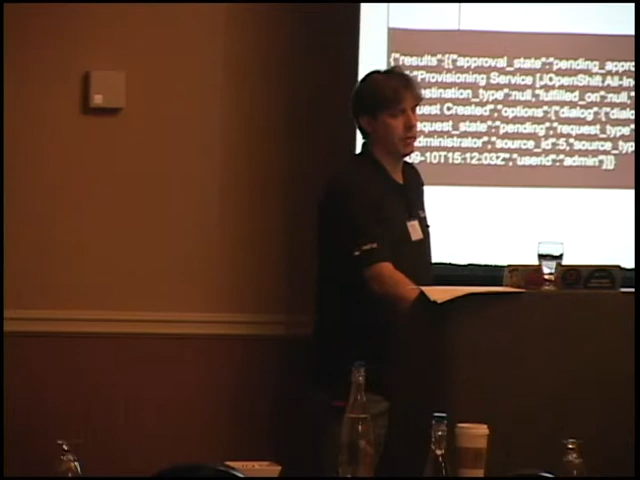 {"results":[{"approval_state":"pending_appro
"Provisioning Service [JOpenShift All-In
estination_type":null,"fulfilled_on":null,
uest Created","options":{"dialog":{"dialo
equest_state":"pending","request_type"
dministrator","source_id":5,"source_typ
09-10T15:12:03Z","userid":"admin"}]}